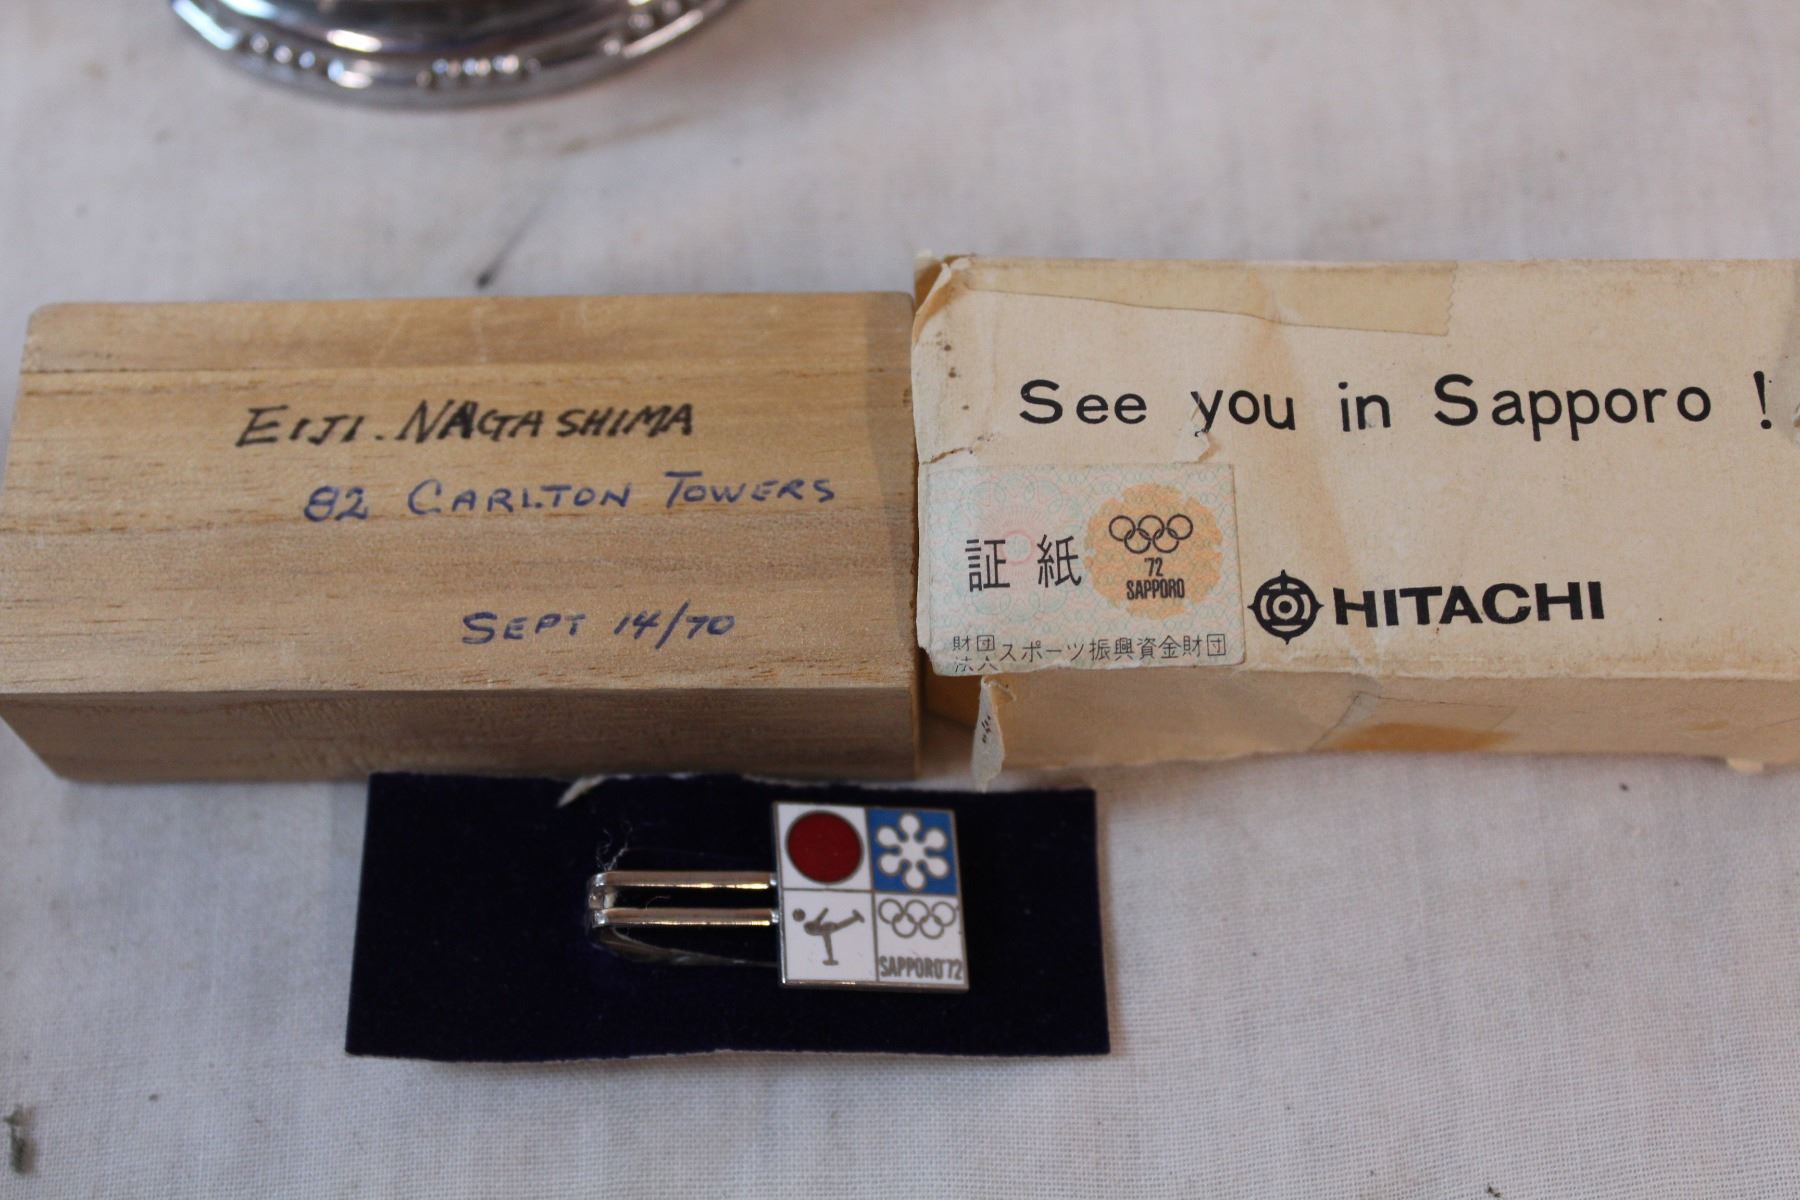 EIJI. NAGASHIMA
82 CARLTON TOWERS
SEPT 14/70
See you in Sapporo !
証紙
72
SAPPORO
財団法人スポーツ振興資金財団
HITACHI
SAPPORO'72